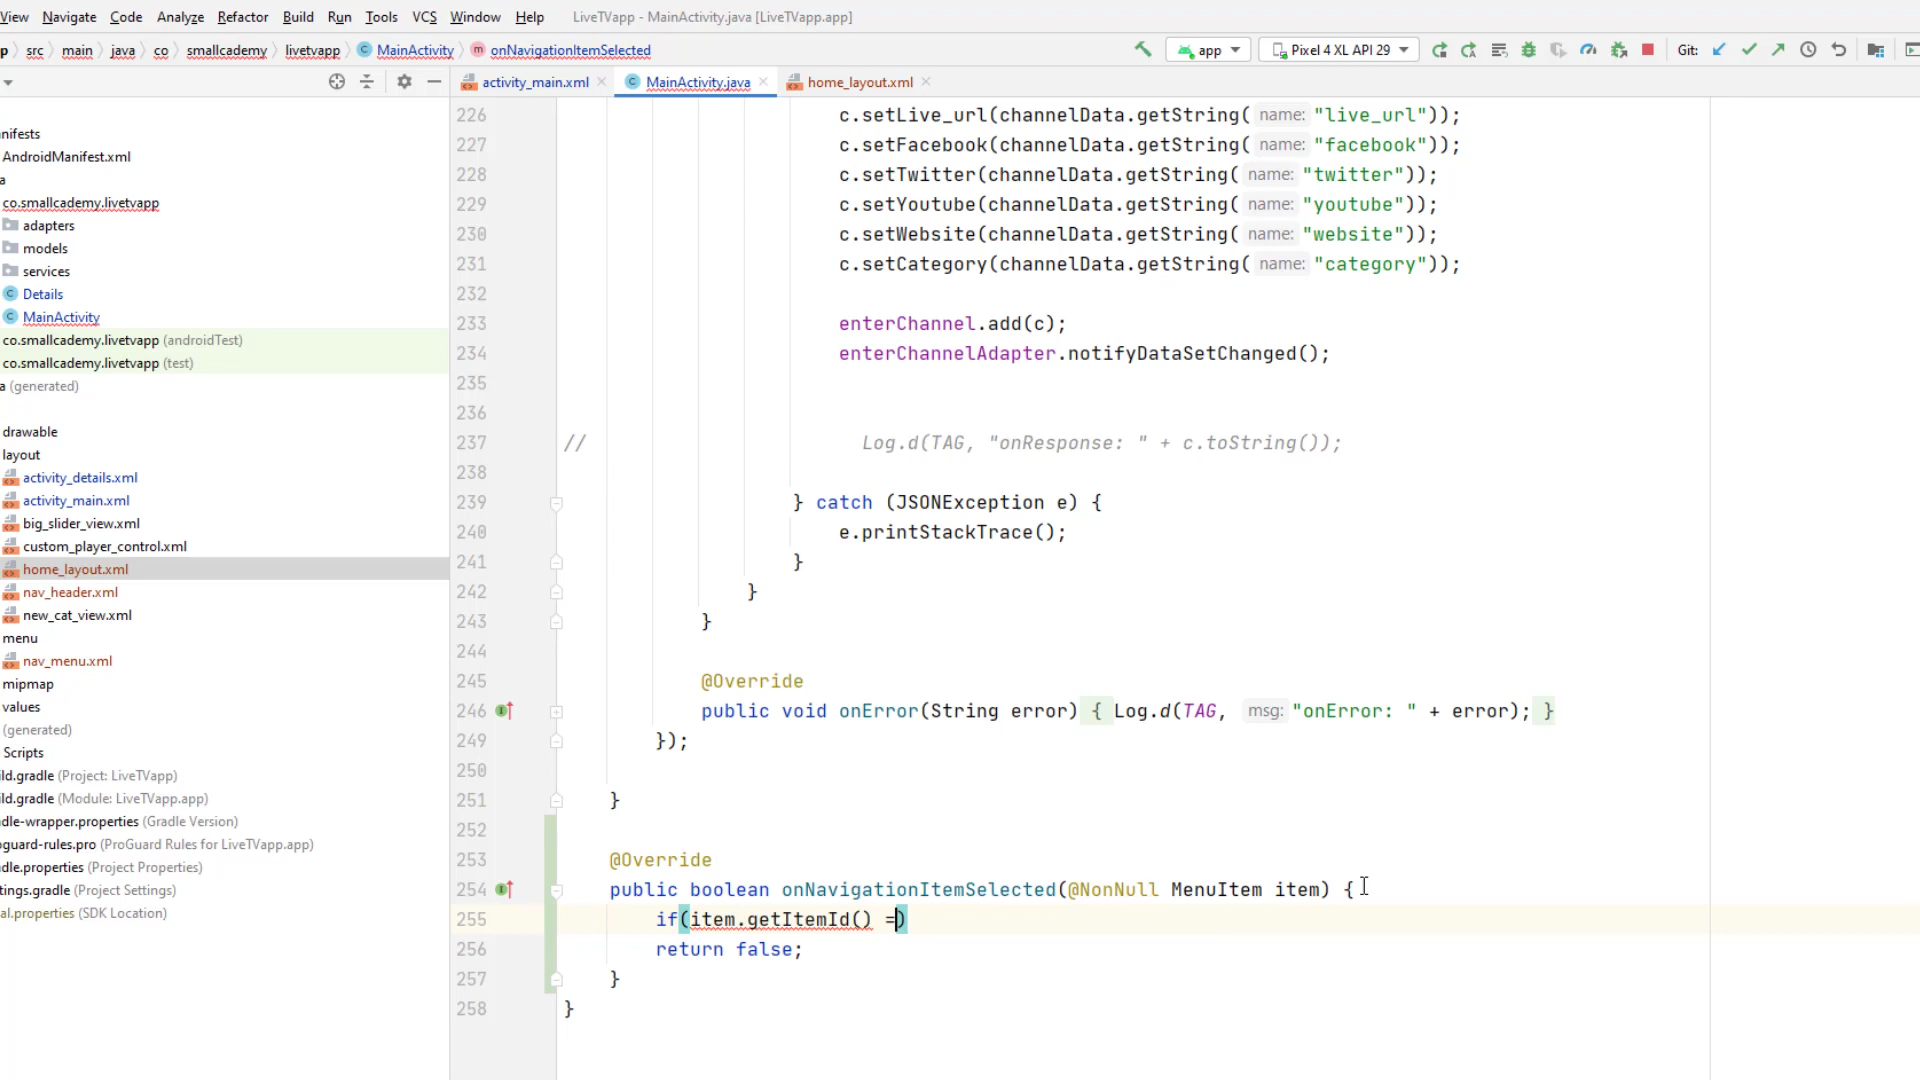 View Navigate Code Analyze Refactor Build Run Tools VCS Window Help LiveTVapp - MainActivity.java [LiveTVapp.app]
p src main java co smallcademy livetvapp MainActivity onNavigationItemSelected app Pixel 4 XL API 29 Git:
activity_main.xml MainActivity.java home_layout.xml
nifests
AndroidManifest.xml
a
co.smallcademy.livetvapp
adapters
models
services
Details
MainActivity
co.smallcademy.livetvapp (androidTest)
co.smallcademy.livetvapp (test)
a (generated)
drawable
layout
activity_details.xml
activity_main.xml
big_slider_view.xml
custom_player_control.xml
home_layout.xml
nav_header.xml
new_cat_view.xml
menu
nav_menu.xml
mipmap
values
(generated)
Scripts
ild.gradle (Project: LiveTVapp)
ild.gradle (Module: LiveTVapp.app)
dle-wrapper.properties (Gradle Version)
oguard-rules.pro (ProGuard Rules for LiveTVapp.app)
dle.properties (Project Properties)
tings.gradle (Project Settings)
al.properties (SDK Location)
226 c.setLive_url(channelData.getString( name: "live_url"));
227 c.setFacebook(channelData.getString( name: "facebook"));
228 c.setTwitter(channelData.getString( name: "twitter"));
229 c.setYoutube(channelData.getString( name: "youtube"));
230 c.setWebsite(channelData.getString( name: "website"));
231 c.setCategory(channelData.getString( name: "category"));
232
233 enterChannel.add(c);
234 enterChannelAdapter.notifyDataSetChanged();
235
236
237 // Log.d(TAG, "onResponse: " + c.toString());
238
239 } catch (JSONException e) {
240 e.printStackTrace();
241 }
242 }
243 }
244
245 @Override
246 public void onError(String error) { Log.d(TAG, msg: "onError: " + error); }
249 });
250
251 }
252
253 @Override
254 public boolean onNavigationItemSelected(@NonNull MenuItem item) {
255 if(item.getItemId() =)
256 return false;
257 }
258 }